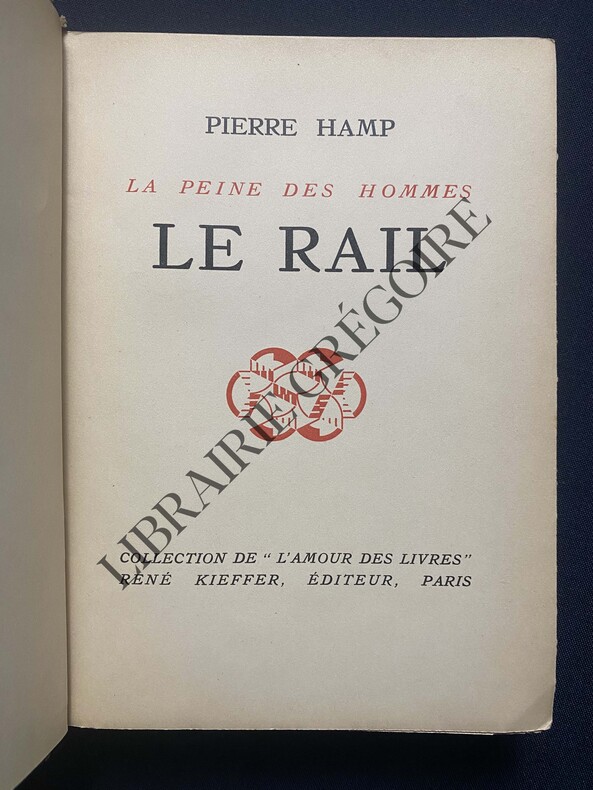 PIERRE HAMP
LA PEINE DES HOMMES
LE RAIL
LIBRAIRIE GRÉGOIRE
COLLECTION DE “ L'AMOUR DES LIVRES”
RENÉ KIEFFER, ÉDITEUR, PARIS